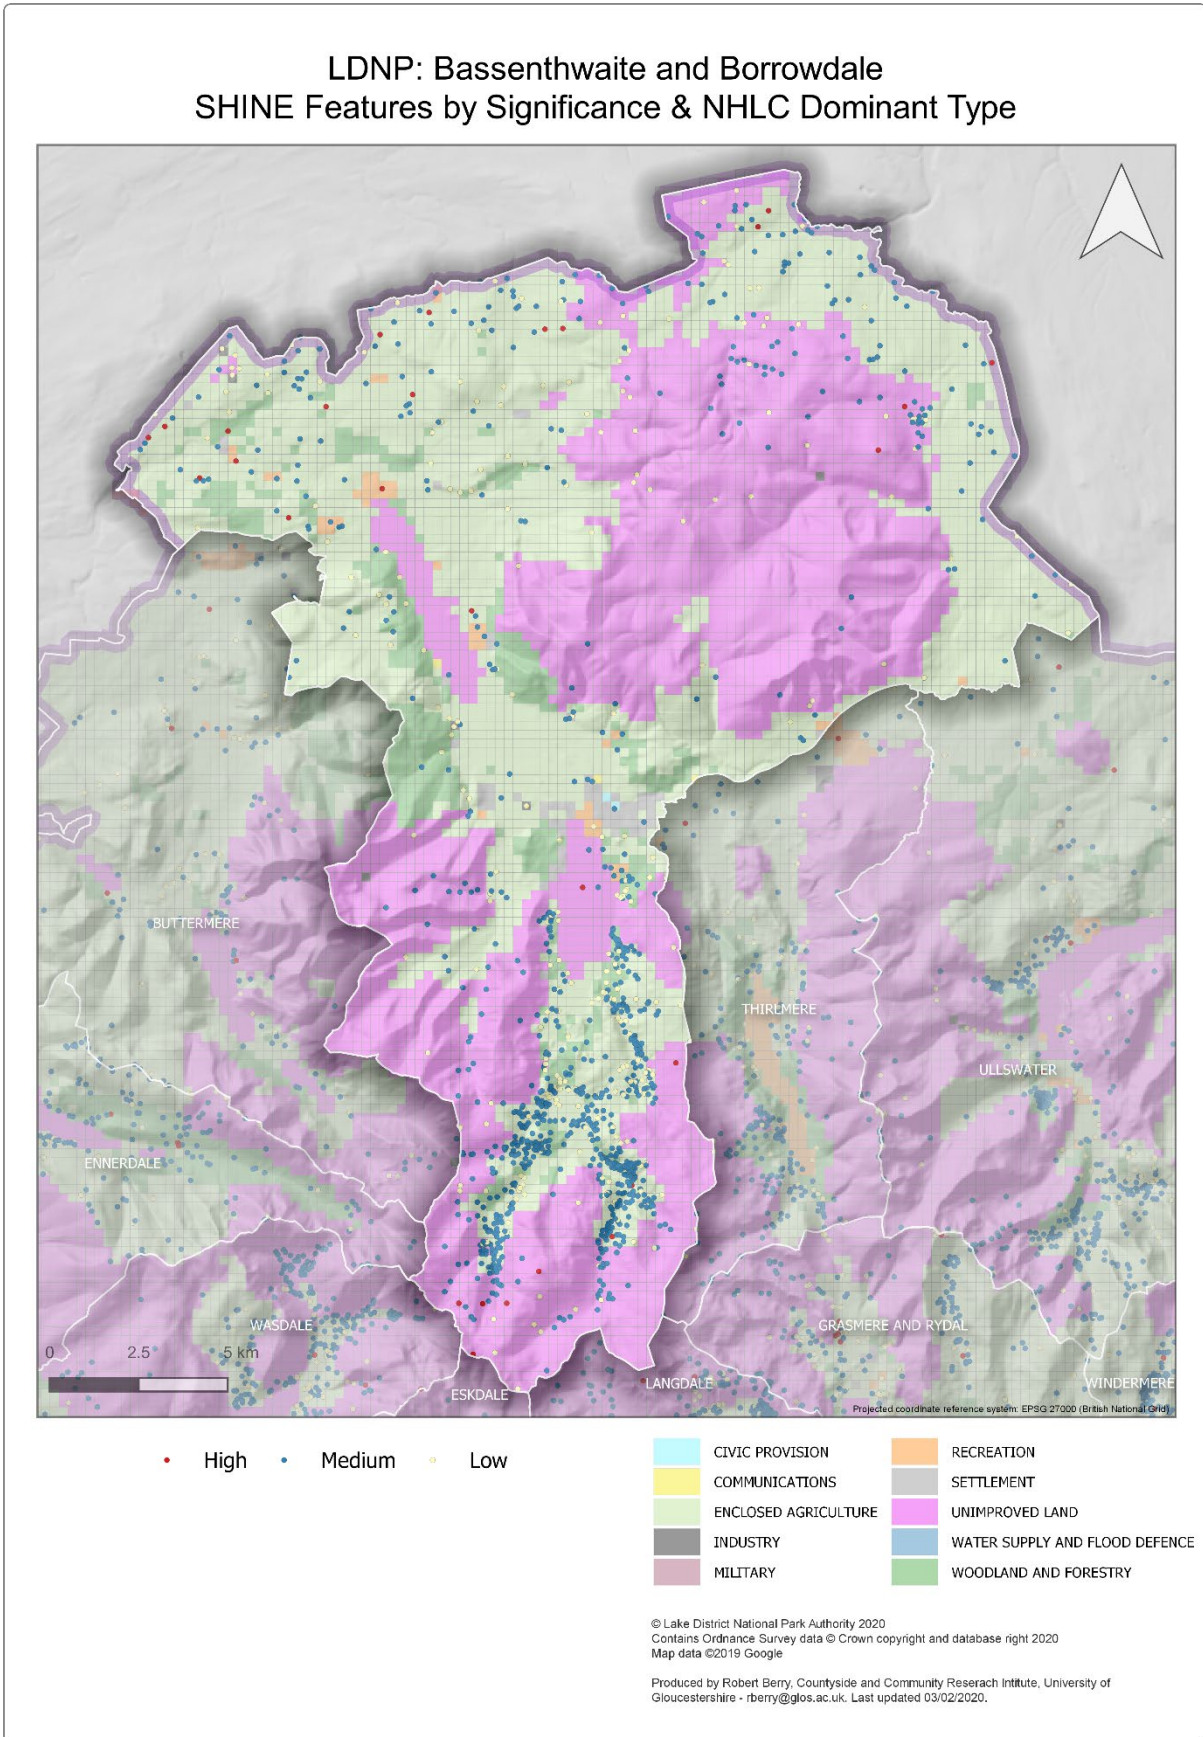 LDNP: Bassenthwaite and Borrowdale
SHINE Features by Significance & NHLC Dominant Type
BUTTERMERE
THIRLMERE
ULLSWATER
ENNERDALE
WASDALE
GRASMERE AND RYDAL
0 2.5 5 km
ESKDALE
LANGDALE
WINDERMERE
Projected coordinate reference system: EPSG 27000 (British National Grid)
High Medium Low
CIVIC PROVISION
COMMUNICATIONS
ENCLOSED AGRICULTURE
INDUSTRY
MILITARY
RECREATION
SETTLEMENT
UNIMPROVED LAND
WATER SUPPLY AND FLOOD DEFENCE
WOODLAND AND FORESTRY
© Lake District National Park Authority 2020
Contains Ordnance Survey data © Crown copyright and database right 2020
Map data ©2019 Google
Produced by Robert Berry, Countyside and Community Reserach Intitute, University of
Gloucestershire - rberry@glos.ac.uk. Last updated 03/02/2020.